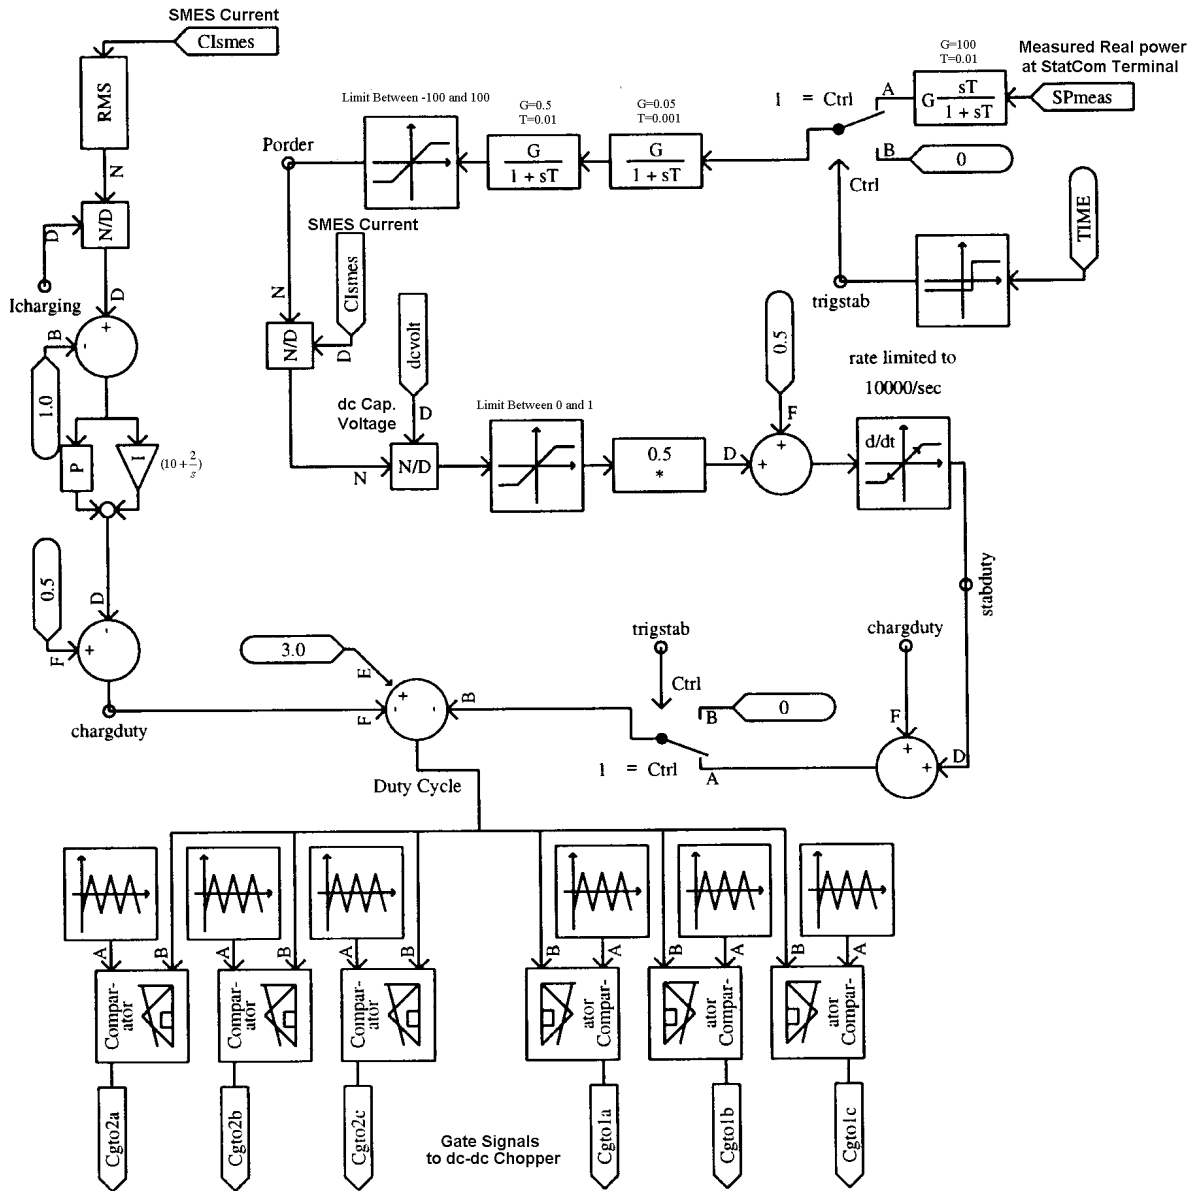 SMES Current
CIsmes
RMS
N
N/D
D
Icharging
D
B
+
-
1.0
P
I
(10+2/s)
0.5
D
-
+
F
chargduty
Measured Real power
at StatCom Terminal
SPmeas
G=100
T=0.01
G sT / 1 + sT
A
1 = Ctrl
B
0
Ctrl
TIME
trigstab
G=0.05
T=0.001
G / 1 + sT
G=0.5
T=0.01
G / 1 + sT
Limit Between -100 and 100
Porder
SMES Current
CIsmes
N
N/D
D
dcvolt
dc Cap.
Voltage
D
N
N/D
Limit Between 0 and 1
0.5
*
D
0.5
F
+
+
rate limited to
10000/sec
d/dt
stabduty
chargduty
F
+
+
D
trigstab
Ctrl
B
0
1 = Ctrl
A
3.0
E
+
-
-
F
B
Duty Cycle
A
B
A
B
A
B
B
A
B
A
B
A
Compar-
ator
Compar-
ator
Compar-
ator
ator
Compar-
ator
Compar-
ator
Compar-
Cgto2a
Cgto2b
Cgto2c
Gate Signals
to dc-dc Chopper
Cgto1a
Cgto1b
Cgto1c